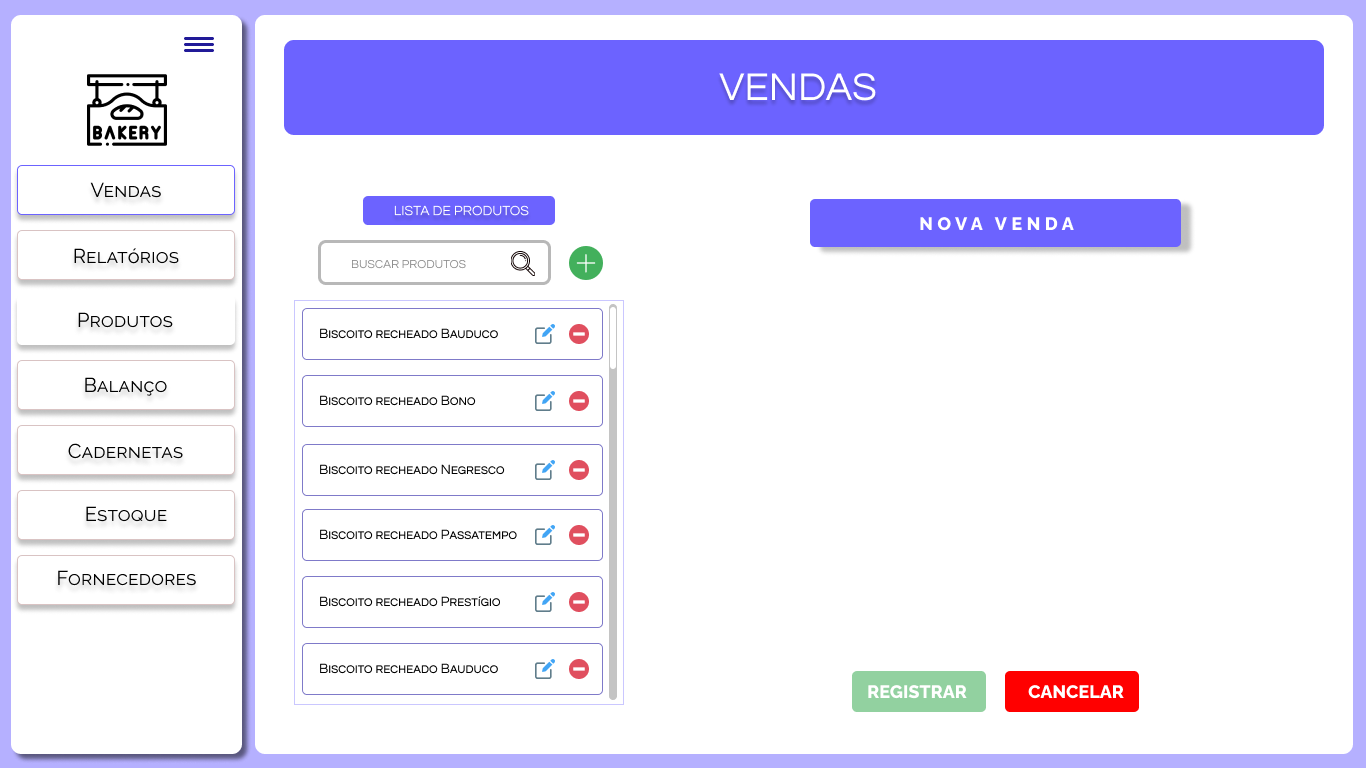 BAKERY
VENDAS
RELATÓRIOS
PRODUTOS
BALANÇO
CADERNETAS
ESTOQUE
FORNECEDORES
VENDAS
LISTA DE PRODUTOS
BUSCAR PRODUTOS
BISCOITO RECHEADO BAUDUCO
BISCOITO RECHEADO BONO
BISCOITO RECHEADO NEGRESCO
BISCOITO RECHEADO PASSATEMPO
BISCOITO RECHEADO PRESTÍGIO
BISCOITO RECHEADO BAUDUCO
NOVA VENDA
REGISTRAR
CANCELAR